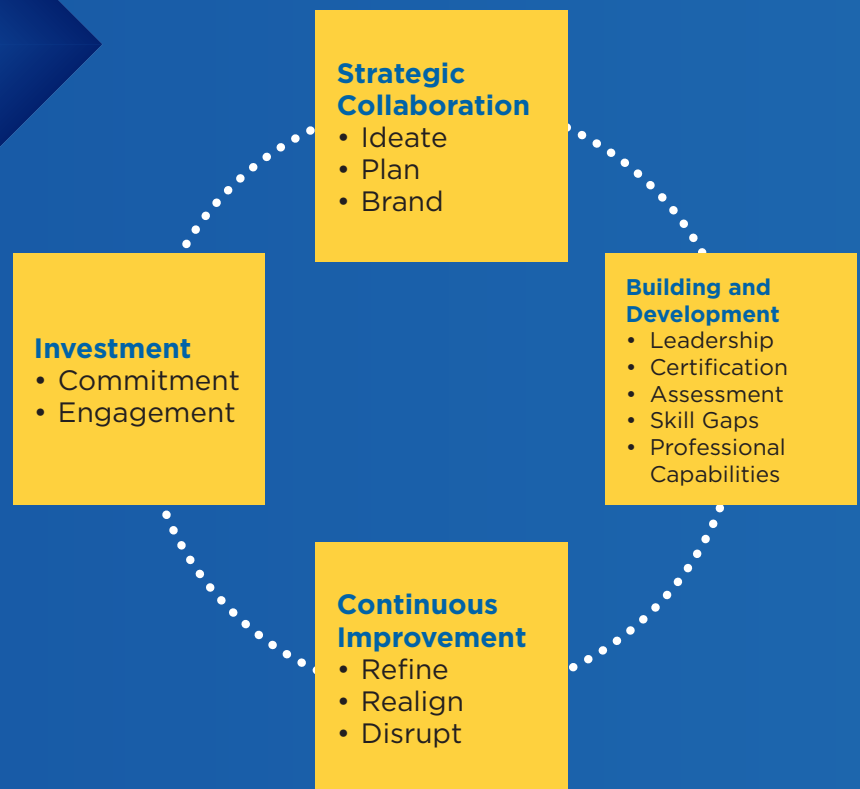 Strategic
Collaboration
• Ideate
• Plan
• Brand
Building and
Development
• Leadership
• Certification
• Assessment
• Skill Gaps
• Professional
Capabilities
Investment
• Commitment
• Engagement
Continuous
Improvement
• Refine
• Realign
• Disrupt